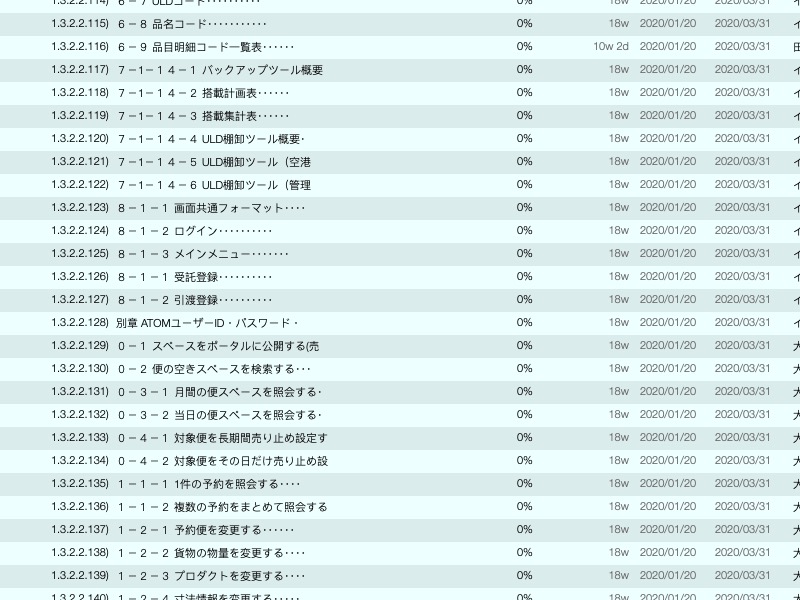 1.3.2.2.114) 6－7 ULDコード･･････････ 0% 18w 2020/01/20 2020/03/31 イ
1.3.2.2.115) 6－8 品名コード･･･････････ 0% 18w 2020/01/20 2020/03/31 イ
1.3.2.2.116) 6－9 品目明細コード一覧表･･････ 0% 10w 2d 2020/01/20 2020/03/31 田
1.3.2.2.117) 7－1－14－1 バックアップツール概要 0% 18w 2020/01/20 2020/03/31 イ
1.3.2.2.118) 7－1－14－2 搭載計画表･･････ 0% 18w 2020/01/20 2020/03/31 イ
1.3.2.2.119) 7－1－14－3 搭載集計表･･････ 0% 18w 2020/01/20 2020/03/31 イ
1.3.2.2.120) 7－1－14－4 ULD棚卸ツール概要･ 0% 18w 2020/01/20 2020/03/31 イ
1.3.2.2.121) 7－1－14－5 ULD棚卸ツール（空港 0% 18w 2020/01/20 2020/03/31 イ
1.3.2.2.122) 7－1－14－6 ULD棚卸ツール（管理 0% 18w 2020/01/20 2020/03/31 イ
1.3.2.2.123) 8－1－1 画面共通フォーマット････ 0% 18w 2020/01/20 2020/03/31 イ
1.3.2.2.124) 8－1－2 ログイン･･････････ 0% 18w 2020/01/20 2020/03/31 イ
1.3.2.2.125) 8－1－3 メインメニュー･･･････ 0% 18w 2020/01/20 2020/03/31 イ
1.3.2.2.126) 8－1－1 受託登録･･････････ 0% 18w 2020/01/20 2020/03/31 イ
1.3.2.2.127) 8－1－2 引渡登録･･････････ 0% 18w 2020/01/20 2020/03/31 イ
1.3.2.2.128) 別章 ATOMユーザーID・パスワード・ 0% 18w 2020/01/20 2020/03/31 イ
1.3.2.2.129) 0－1 スペースをポータルに公開する(売 0% 18w 2020/01/20 2020/03/31 大
1.3.2.2.130) 0－2 便の空きスペースを検索する･･･ 0% 18w 2020/01/20 2020/03/31 大
1.3.2.2.131) 0－3－1 月間の便スペースを照会する･ 0% 18w 2020/01/20 2020/03/31 大
1.3.2.2.132) 0－3－2 当日の便スペースを照会する･ 0% 18w 2020/01/20 2020/03/31 大
1.3.2.2.133) 0－4－1 対象便を長期間売り止め設定す 0% 18w 2020/01/20 2020/03/31 大
1.3.2.2.134) 0－4－2 対象便をその日だけ売り止め設 0% 18w 2020/01/20 2020/03/31 大
1.3.2.2.135) 1－1－1 1件の予約を照会する････ 0% 18w 2020/01/20 2020/03/31 大
1.3.2.2.136) 1－1－2 複数の予約をまとめて照会する 0% 18w 2020/01/20 2020/03/31 大
1.3.2.2.137) 1－2－1 予約便を変更する･･････ 0% 18w 2020/01/20 2020/03/31 大
1.3.2.2.138) 1－2－2 貨物の物量を変更する････ 0% 18w 2020/01/20 2020/03/31 大
1.3.2.2.139) 1－2－3 プロダクトを変更する････ 0% 18w 2020/01/20 2020/03/31 大
1.3.2.2.140) 1－2－4 寸法情報を変更する･････ 0% 18w 2020/01/20 2020/03/31 大